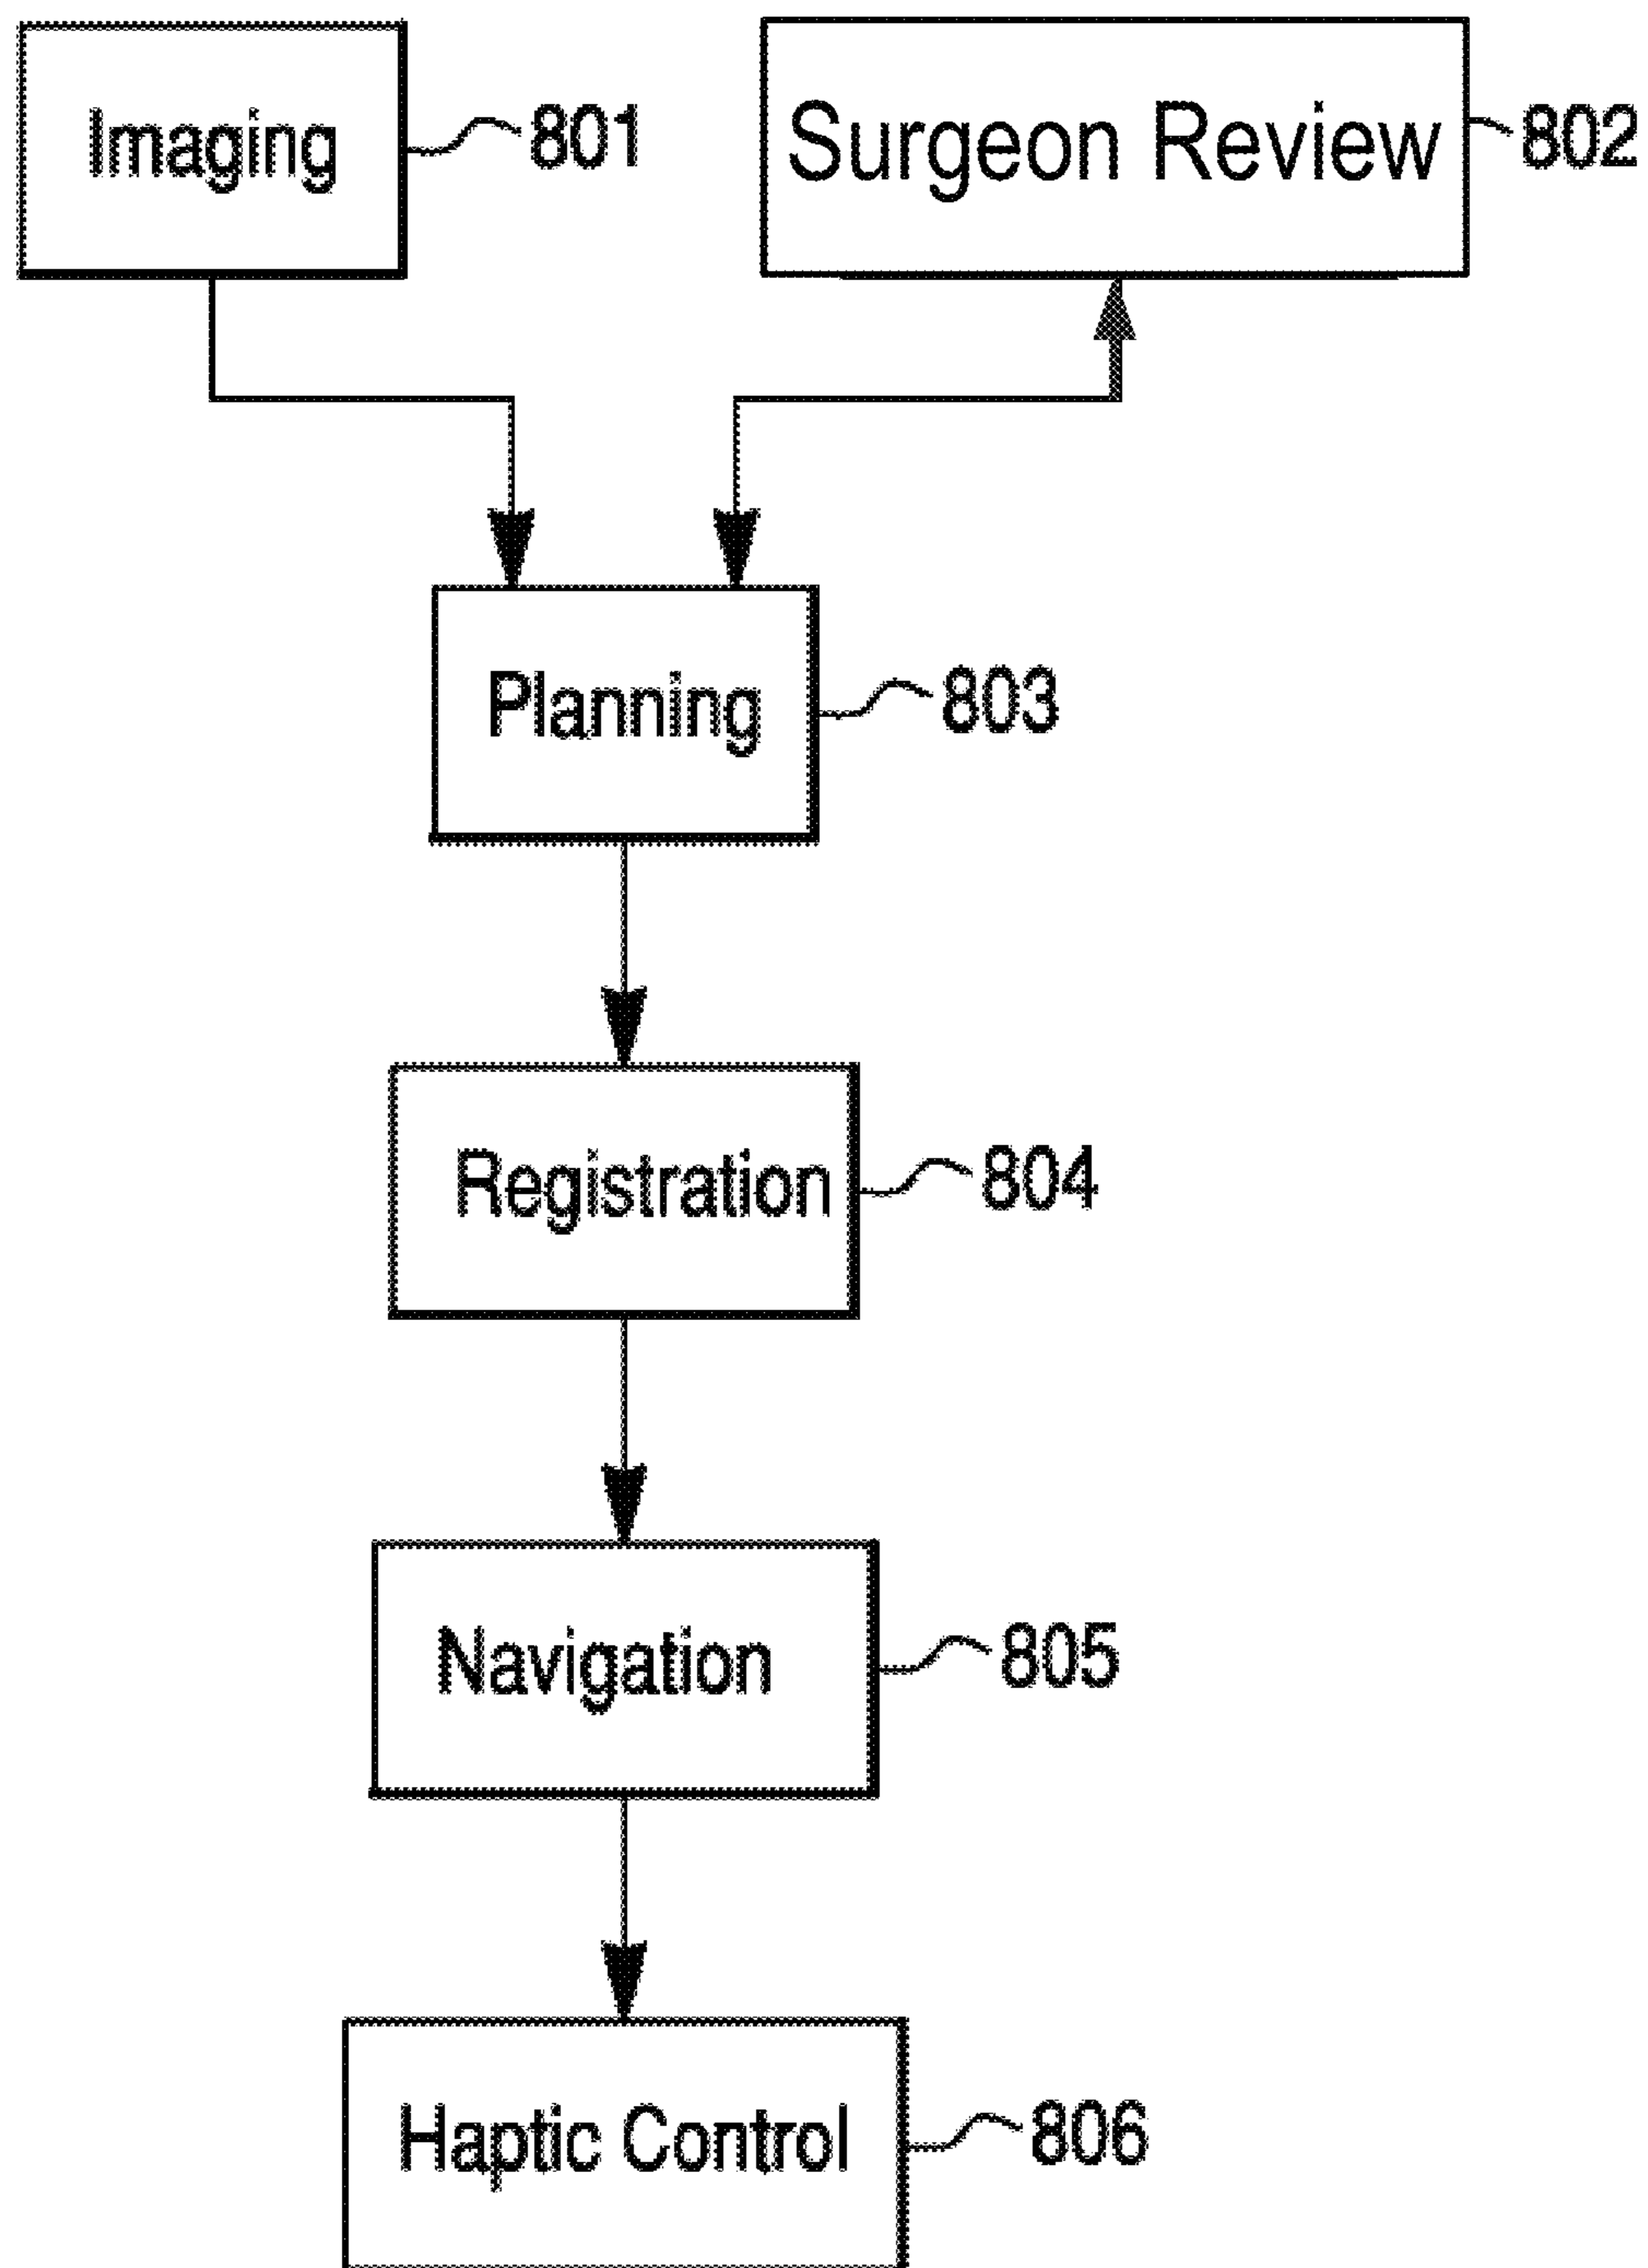 Imaging
801
Surgeon Review
802
Planning
803
Registration
804
Navigation
805
Haptic Control
806